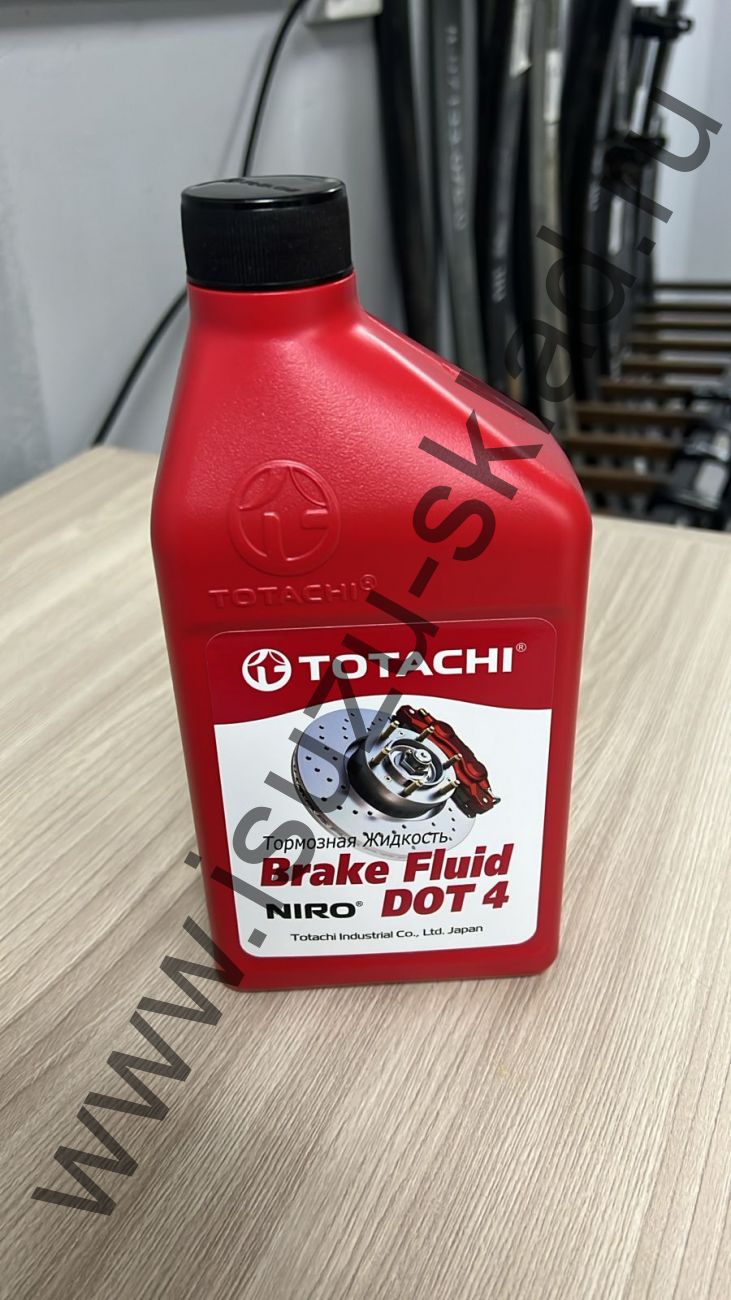 TOTACHI®
TOTACHI®
Тормозная Жидкость
Brake Fluid
NIRO® DOT 4
Totachi Industrial Co., Ltd. Japan
www.isuzu-sklad.ru